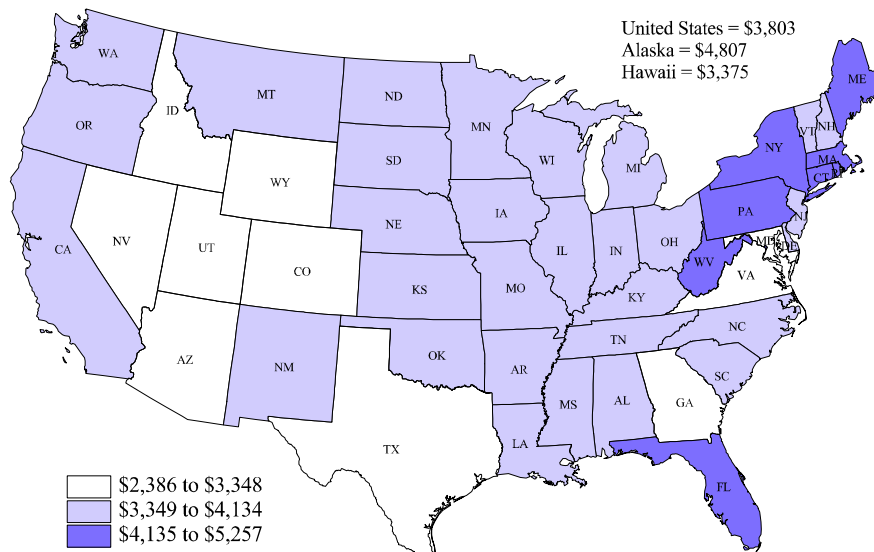 United States = $3,803
Alaska = $4,807
Hawaii = $3,375
WA
MT
ND
MN
ME
VT
NH
OR
ID
SD
WI
MI
NY
MA
CT
RI
WY
NE
IA
PA
NJ
NV
UT
CO
CA
IL
IN
OH
MD
DE
WV
VA
KS
MO
KY
AZ
NM
OK
AR
TN
NC
SC
MS
AL
GA
LA
TX
FL
$2,386 to $3,348
$3,349 to $4,134
$4,135 to $5,257